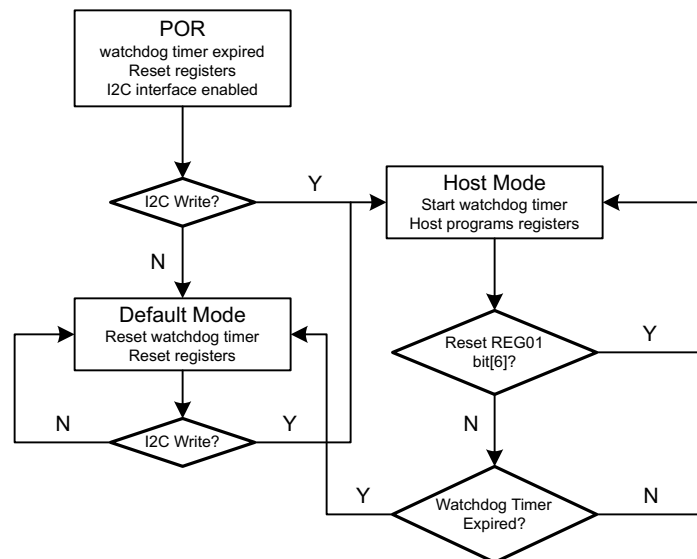 POR
watchdog timer expired
Reset registers
I2C interface enabled
I2C Write?
Y
N
Host Mode
Start watchdog timer
Host programs registers
Default Mode
Reset watchdog timer
Reset registers
Reset REG01
bit[6]?
Y
N
I2C Write?
N
Y
Watchdog Timer
Expired?
Y
N